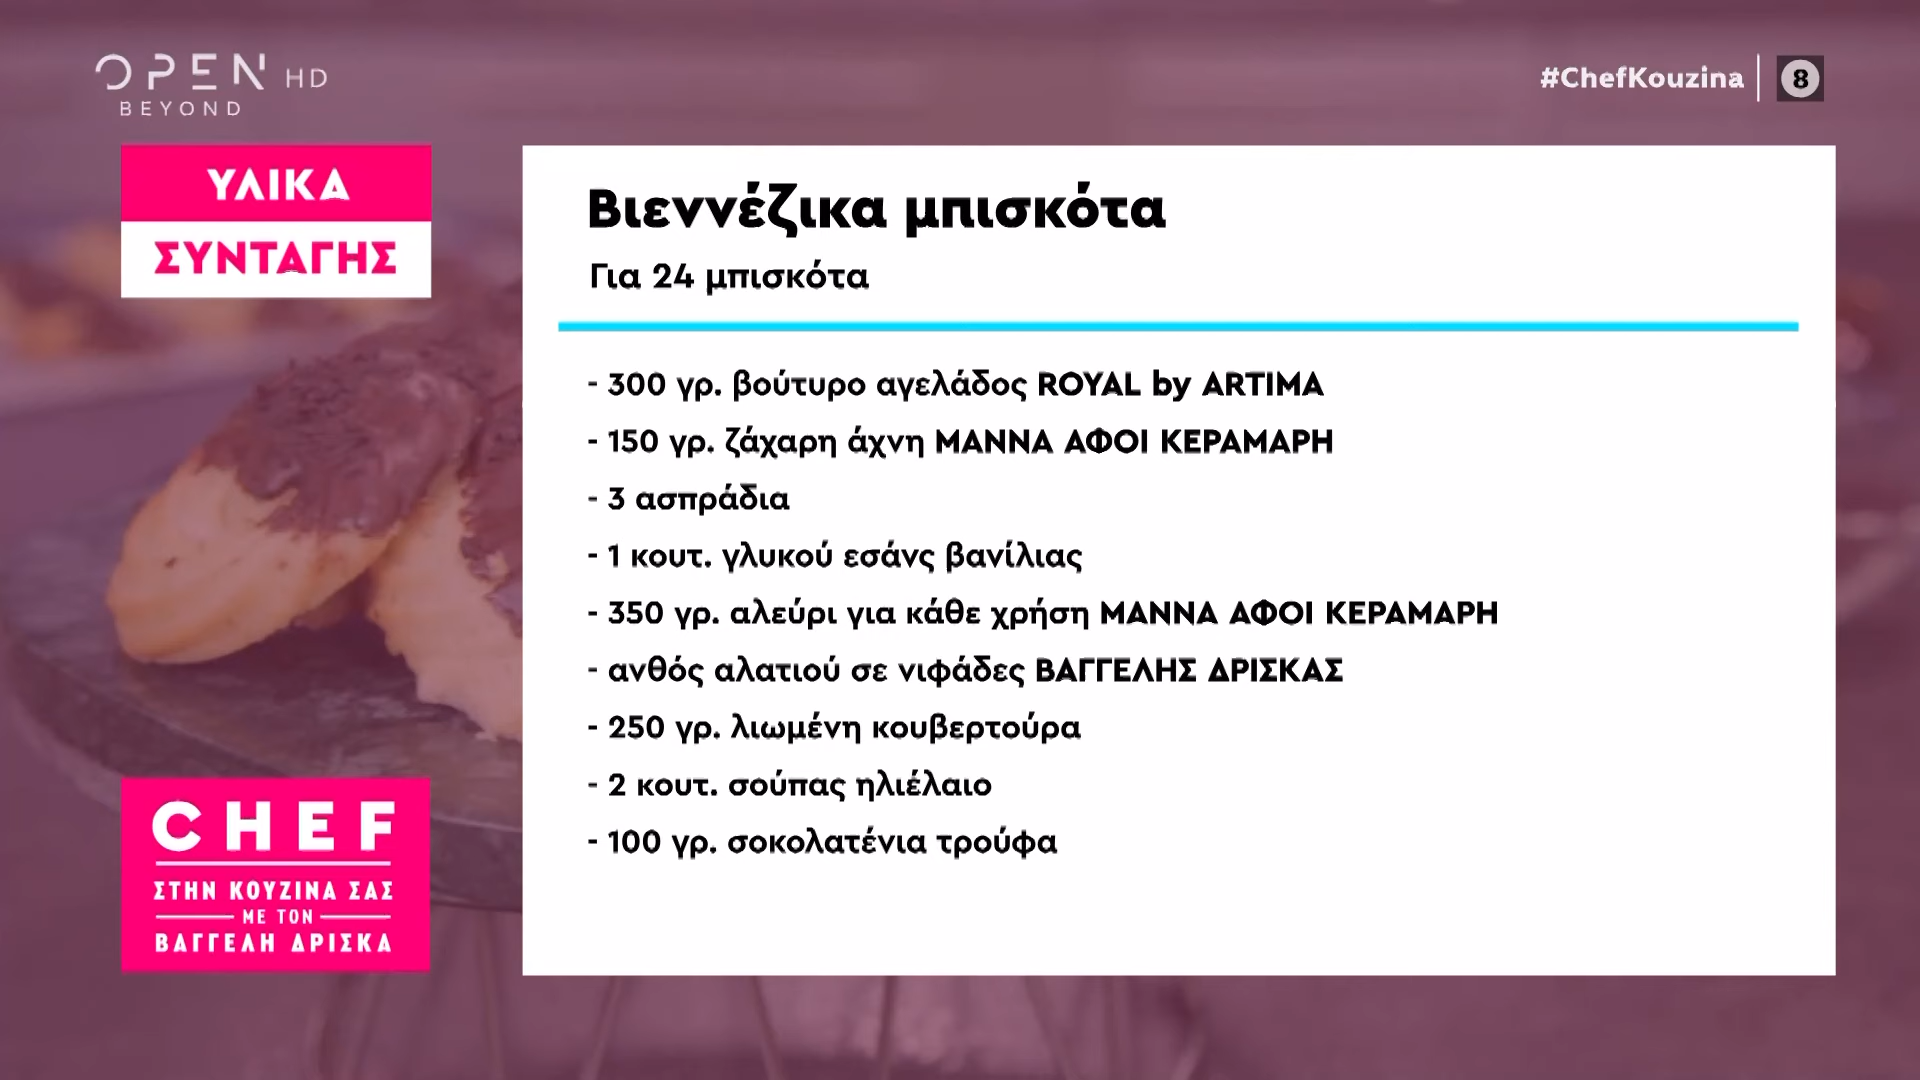 OPEN HD
BEYOND
#ChefKouzina
8
ΥΛΙΚΑ
ΣΥΝΤΑΓΗΣ
Βιεννέζικα μπισκότα
Για 24 μπισκότα
- 300 γρ. βούτυρο αγελάδος ROYAL by ARTIMA
- 150 γρ. ζάχαρη άχνη ΜΑΝΝΑ ΑΦΟΙ ΚΕΡΑΜΑΡΗ
- 3 ασπράδια
- 1 κουτ. γλυκού εσάνς βανίλιας
- 350 γρ. αλεύρι για κάθε χρήση ΜΑΝΝΑ ΑΦΟΙ ΚΕΡΑΜΑΡΗ
- ανθός αλατιού σε νιφάδες ΒΑΓΓΕΛΗΣ ΔΡΙΣΚΑΣ
- 250 γρ. λιωμένη κουβερτούρα
- 2 κουτ. σούπας ηλιέλαιο
- 100 γρ. σοκολατένια τρούφα
CHEF
ΣΤΗΝ ΚΟΥΖΙΝΑ ΣΑΣ
ΜΕ ΤΟΝ
ΒΑΓΓΕΛΗ ΔΡΙΣΚΑ